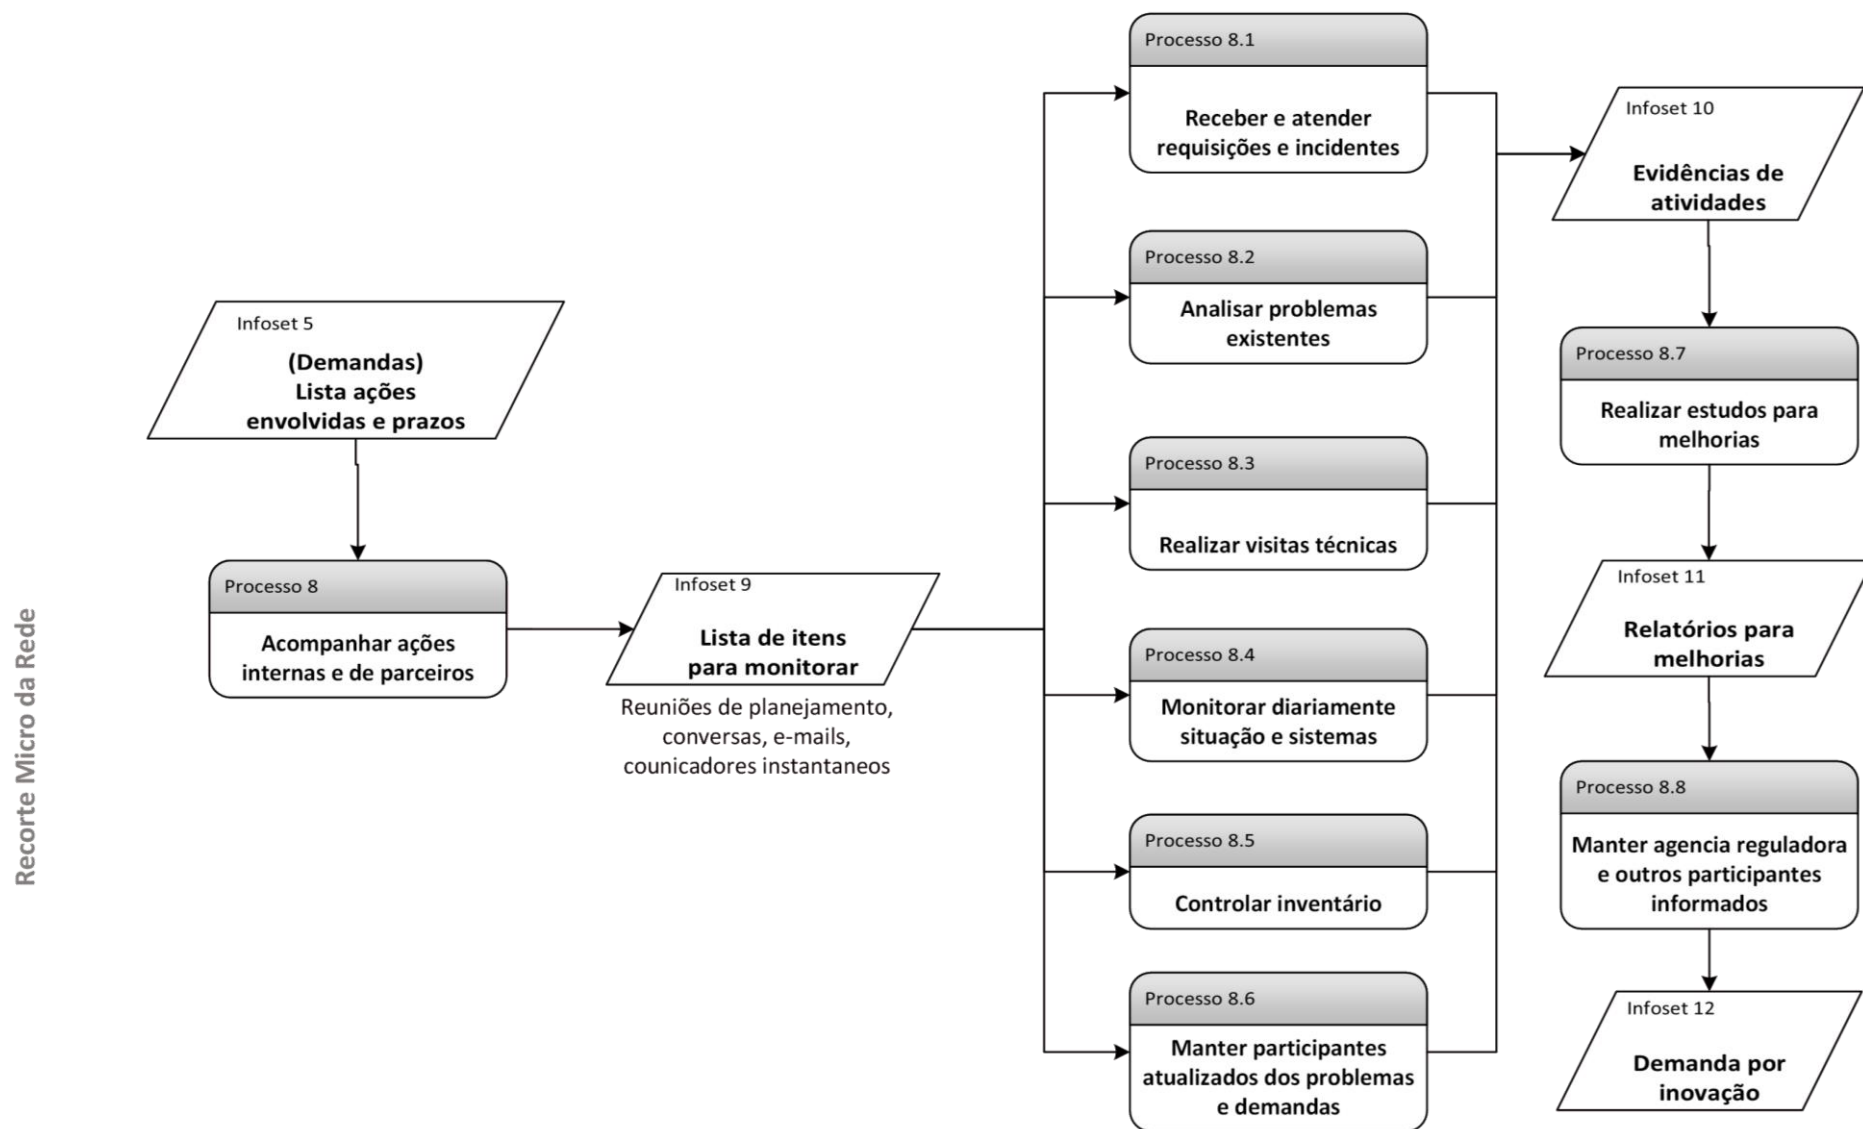 Recorte Micro da Rede
Infoset 5
(Demandas)
Lista ações
envolvidas e prazos
Processo 8
Acompanhar ações
internas e de parceiros
Infoset 9
Lista de itens
para monitorar
Reuniões de planejamento,
conversas, e-mails,
counicadores instantaneos
Processo 8.1
Receber e atender
requisições e incidentes
Processo 8.2
Analisar problemas
existentes
Processo 8.3
Realizar visitas técnicas
Processo 8.4
Monitorar diariamente
situação e sistemas
Processo 8.5
Controlar inventário
Processo 8.6
Manter participantes
atualizados dos problemas
e demandas
Infoset 10
Evidências de
atividades
Processo 8.7
Realizar estudos para
melhorias
Infoset 11
Relatórios para
melhorias
Processo 8.8
Manter agencia reguladora
e outros participantes
informados
Infoset 12
Demanda por
inovação